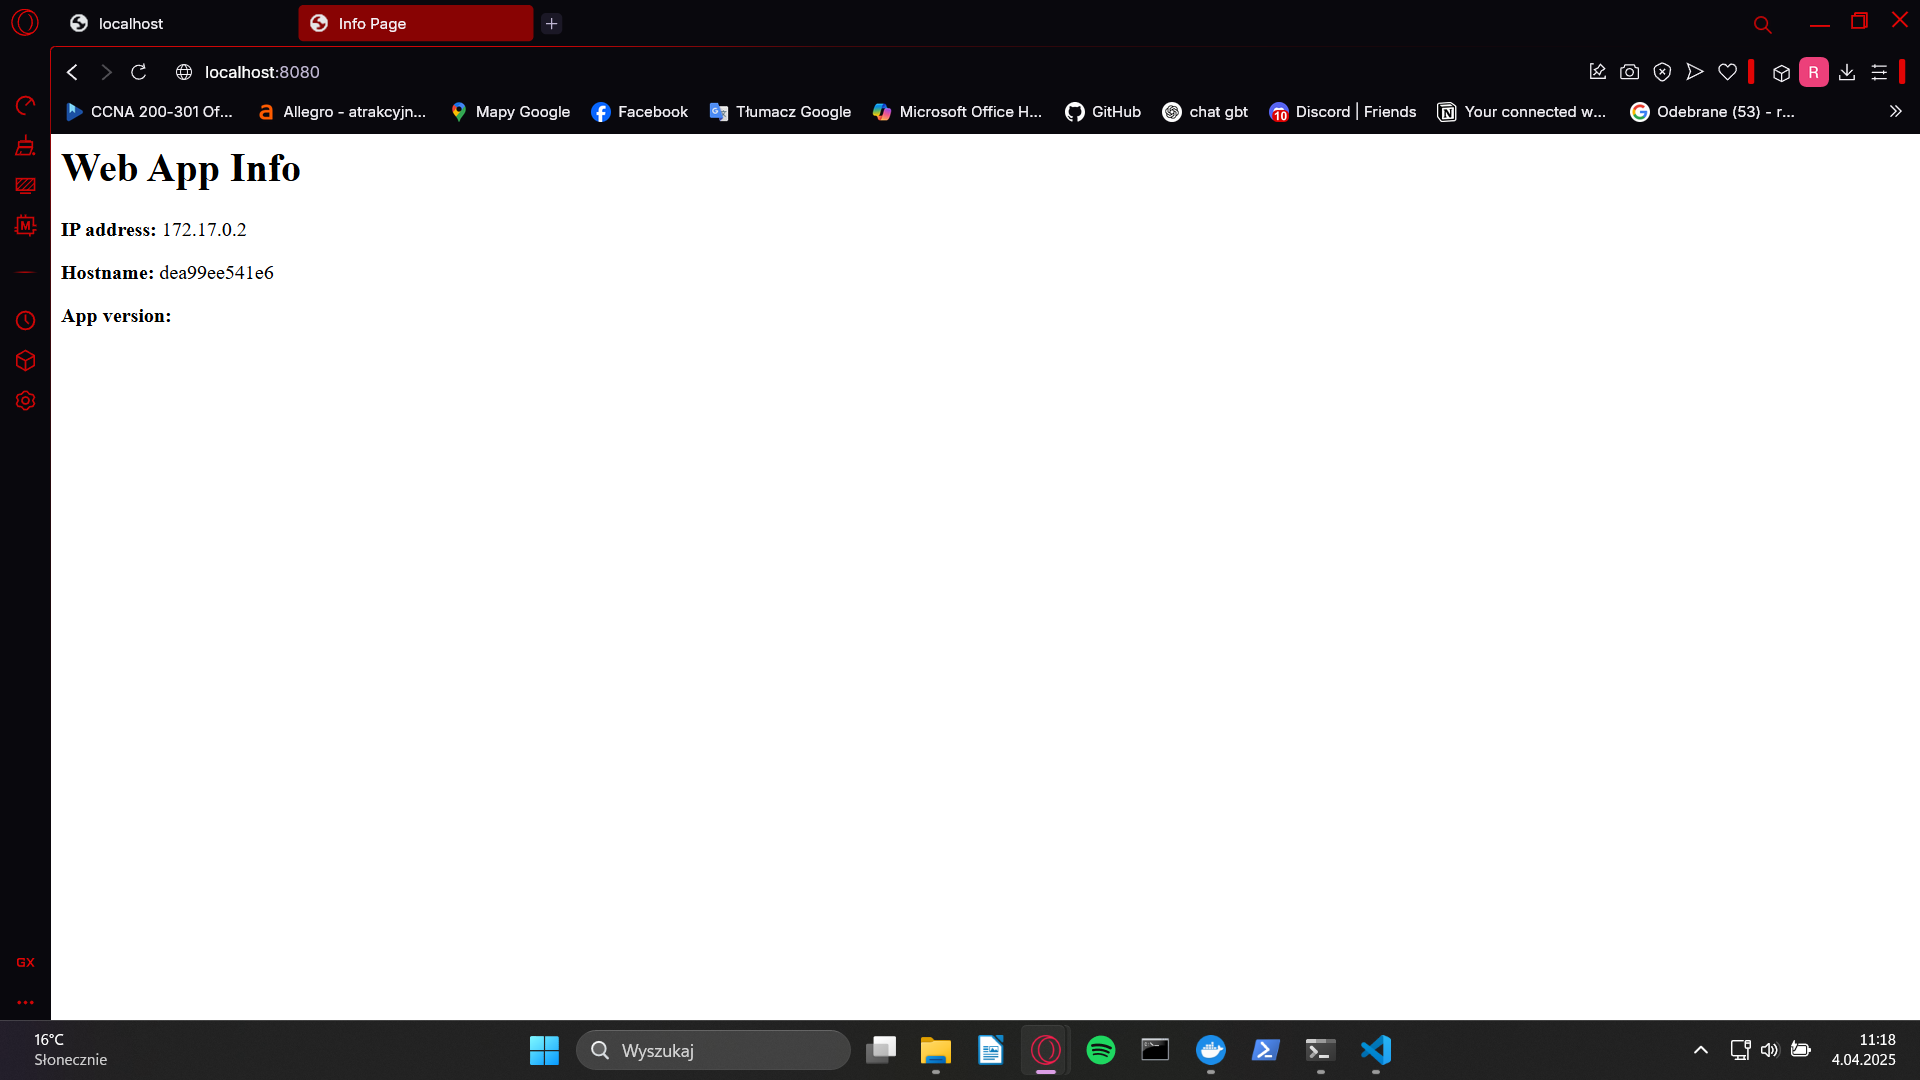 localhost
Info Page
localhost:8080
R
CCNA 200-301 Of...
Allegro - atrakcyjn...
Mapy Google
Facebook
Tłumacz Google
Microsoft Office H...
GitHub
chat gbt
10
Discord | Friends
Your connected w...
Odebrane (53) - r...
M
Web App Info
IP address: 172.17.0.2
Hostname: dea99ee541e6
App version:
GX
16°C
Słonecznie
Wyszukaj
11:18
4.04.2025